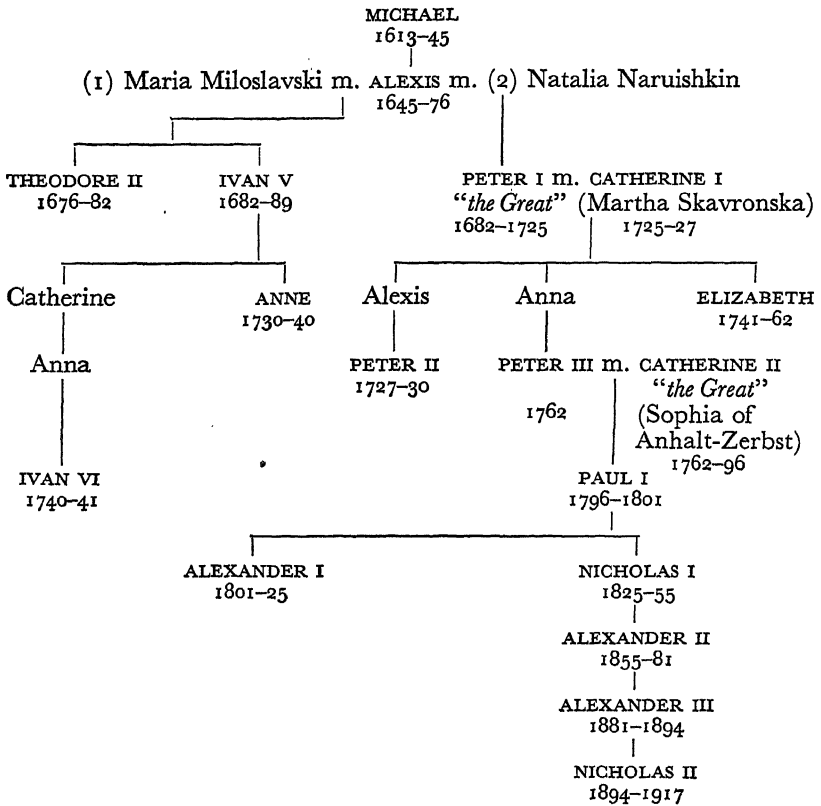 MICHAEL
1613–45
(1) Maria Miloslavski m. ALEXIS m. (2) Natalia Naruishkin
1645–76
THEODORE II IVAN V PETER I m. CATHERINE I
1676–82 1682–89 "the Great" (Martha Skavronska)
1682–1725 1725–27
Catherine ANNE Alexis Anna ELIZABETH
1730–40 1741–62
Anna PETER II PETER III m. CATHERINE II
1727–30 "the Great"
1762 (Sophia of
Anhalt-Zerbst)
1762–96
IVAN VI PAUL I
1740–41 1796–1801
ALEXANDER I NICHOLAS I
1801–25 1825–55
ALEXANDER II
1855–81
ALEXANDER III
1881–1894
NICHOLAS II
1894–1917